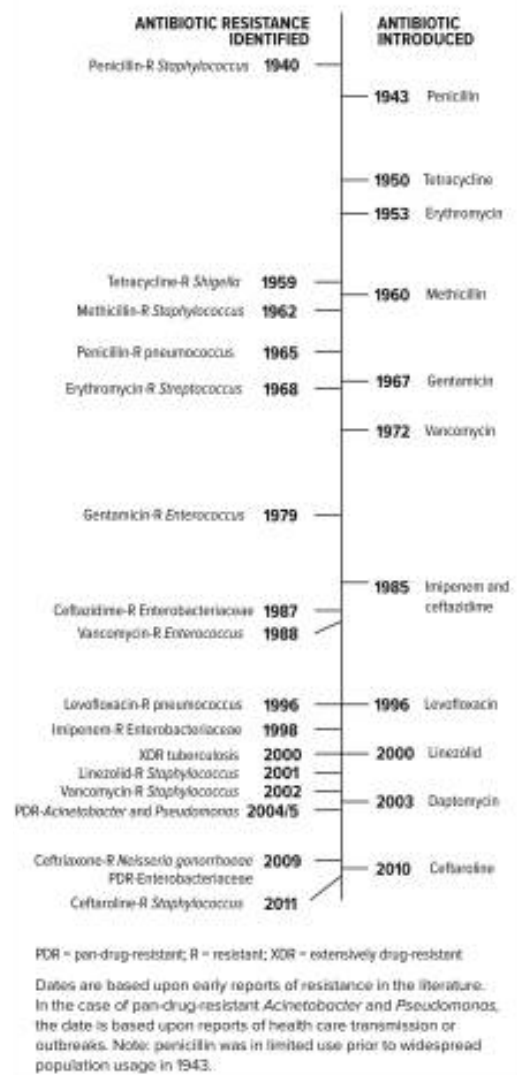 ANTIBIOTIC RESISTANCE
IDENTIFIED
ANTIBIOTIC
INTRODUCED
Penicillin-R Staphylococcus 1940
1943 Penicillin
1950 Tetracycline
1953 Erythromycin
Tetracycline-R Shigella 1959
1960 Methicillin
Methicillin-R Staphylococcus 1962
Penicillin-R pneumococcus 1965
1967 Gentamicin
Erythromycin-R Streptococcus 1968
1972 Vancomycin
Gentamicin-R Enterococcus 1979
1985 Imipenem and
ceftazidime
Ceftazidime-R Enterobacteriaceae 1987
Vancomycin-R Enterococcus 1988
Levofloxacin-R pneumococcus 1996
1996 Levofloxacin
Imipenem-R Enterobacteriaceae 1998
XDR tuberculosis 2000
2000 Linezolid
Linezolid-R Staphylococcus 2001
Vancomycin-R Staphylococcus 2002
2003 Daptomycin
PDR-Acinetobacter and Pseudomonas 2004/5
Ceftriaxone-R Neisseria gonorrhoeae 2009
PDR-Enterobacteriaceae
2010 Ceftaroline
Ceftaroline-R Staphylococcus 2011
PDR = pan-drug-resistant; R = resistant; XDR = extensively drug-resistant
Dates are based upon early reports of resistance in the literature.
In the case of pan-drug-resistant Acinetobacter and Pseudomonas,
the date is based upon reports of health care transmission or
outbreaks. Note: penicillin was in limited use prior to widespread
population usage in 1943.